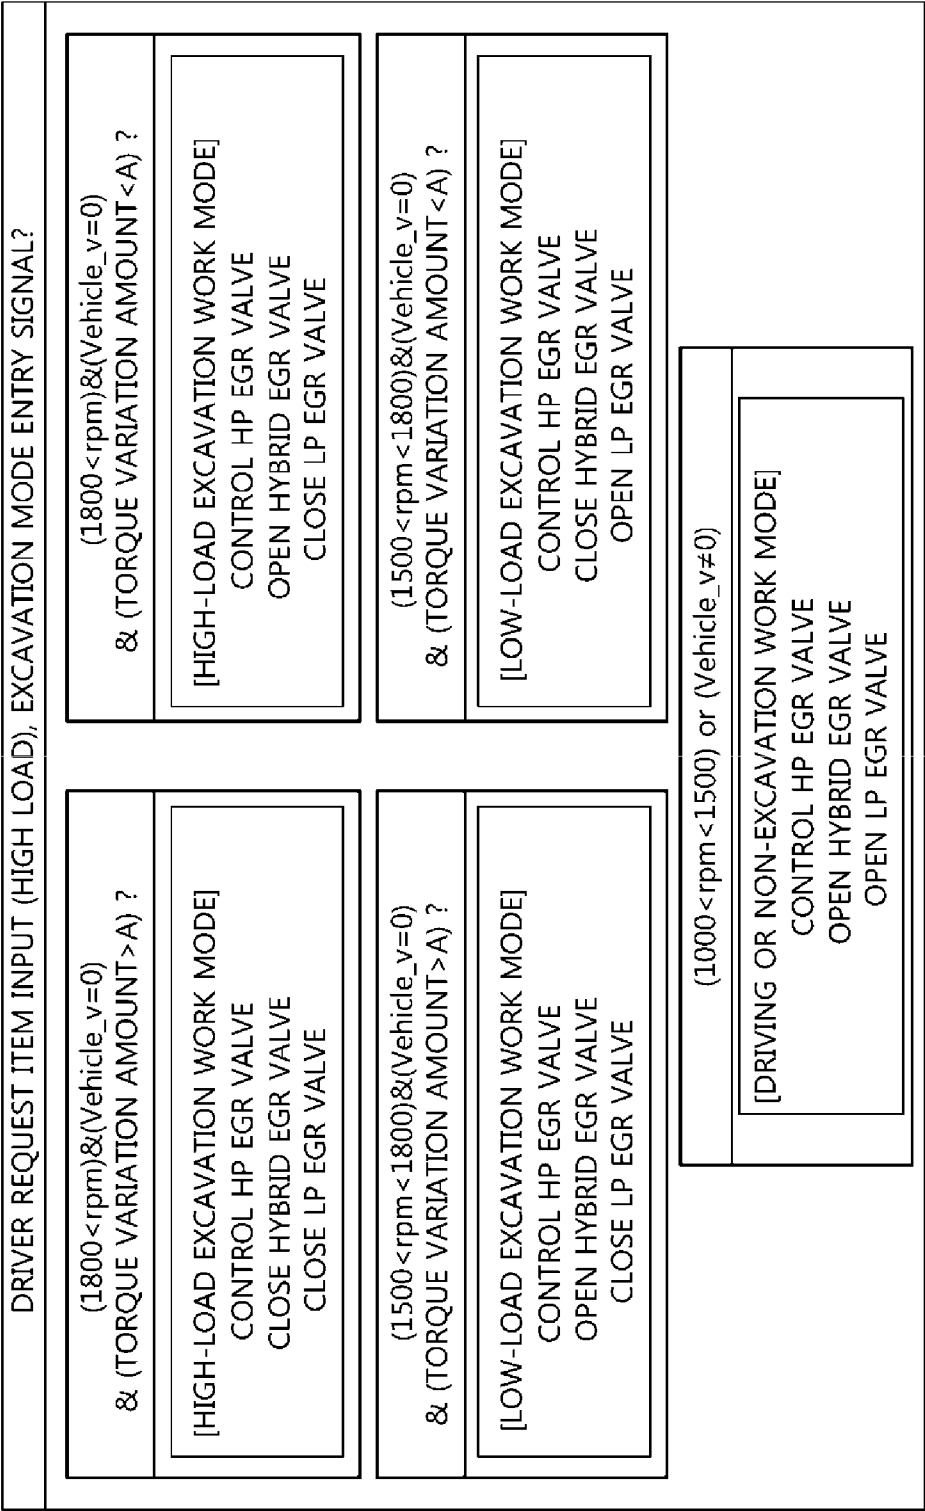 DRIVER REQUEST ITEM INPUT (HIGH LOAD), EXCAVATION MODE ENTRY SIGNAL?
(1800<rpm)&(Vehicle_v=0)
& (TORQUE VARIATION AMOUNT>A) ?
[HIGH-LOAD EXCAVATION WORK MODE]
CONTROL HP EGR VALVE
CLOSE HYBRID EGR VALVE
CLOSE LP EGR VALVE
(1800<rpm)&(Vehicle_v=0)
& (TORQUE VARIATION AMOUNT<A) ?
[HIGH-LOAD EXCAVATION WORK MODE]
CONTROL HP EGR VALVE
OPEN HYBRID EGR VALVE
CLOSE LP EGR VALVE
(1500<rpm<1800)&(Vehicle_v=0)
& (TORQUE VARIATION AMOUNT>A) ?
[LOW-LOAD EXCAVATION WORK MODE]
CONTROL HP EGR VALVE
OPEN HYBRID EGR VALVE
CLOSE LP EGR VALVE
(1500<rpm<1800)&(Vehicle_v=0)
& (TORQUE VARIATION AMOUNT<A) ?
[LOW-LOAD EXCAVATION WORK MODE]
CONTROL HP EGR VALVE
CLOSE HYBRID EGR VALVE
OPEN LP EGR VALVE
(1000<rpm<1500) or (Vehicle_v≠0)
[DRIVING OR NON-EXCAVATION WORK MODE]
CONTROL HP EGR VALVE
OPEN HYBRID EGR VALVE
OPEN LP EGR VALVE